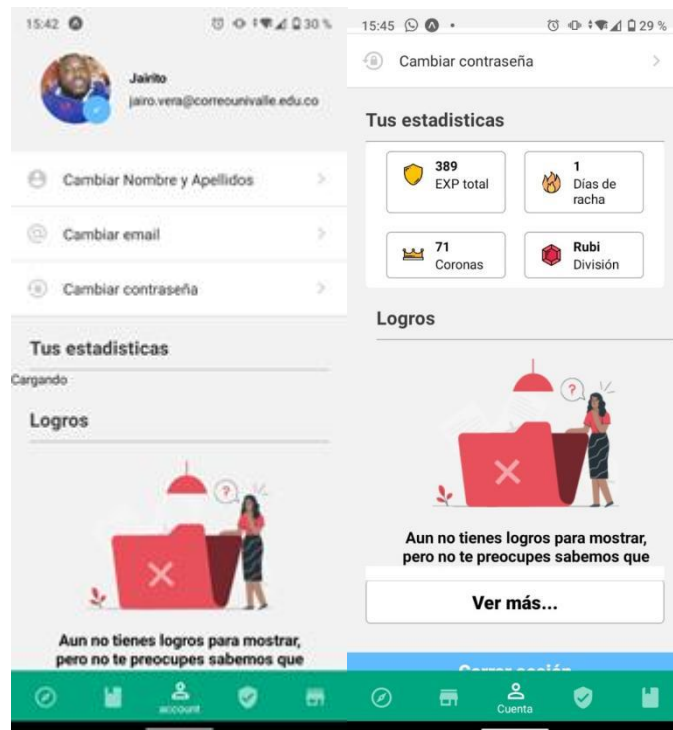 15:42
30 %
Jairito
jairo.vera@correounivalle.edu.co
Cambiar Nombre y Apellidos
Cambiar email
Cambiar contraseña
Tus estadisticas
Cargando
Logros
?
Aun no tienes logros para mostrar,
pero no te preocupes sabemos que
account
15:45
29 %
Cambiar contraseña
Tus estadisticas
389
EXP total
1
Días de
racha
71
Coronas
Rubi
División
Logros
?
Aun no tienes logros para mostrar,
pero no te preocupes sabemos que
Ver más...
Cerrar sesión
Cuenta